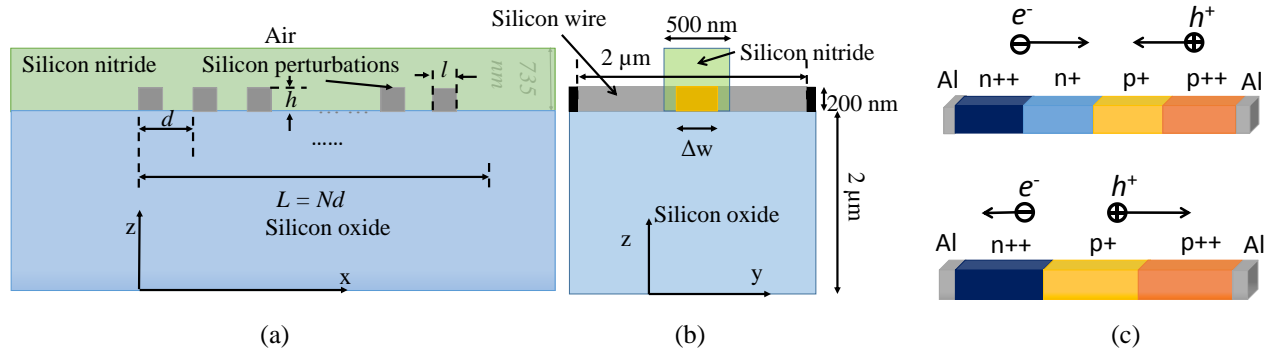 Air
Silicon nitride
Silicon perturbations
l
h
735 nm
d
... ...
......
L = Nd
Silicon oxide
z
x
(a)
Silicon wire
500 nm
Silicon nitride
2 µm
200 nm
Δw
2 µm
Silicon oxide
z
y
(b)
e-
h+
Al
n++
n+
p+
p++
Al
e-
h+
Al
n++
p+
p++
Al
(c)